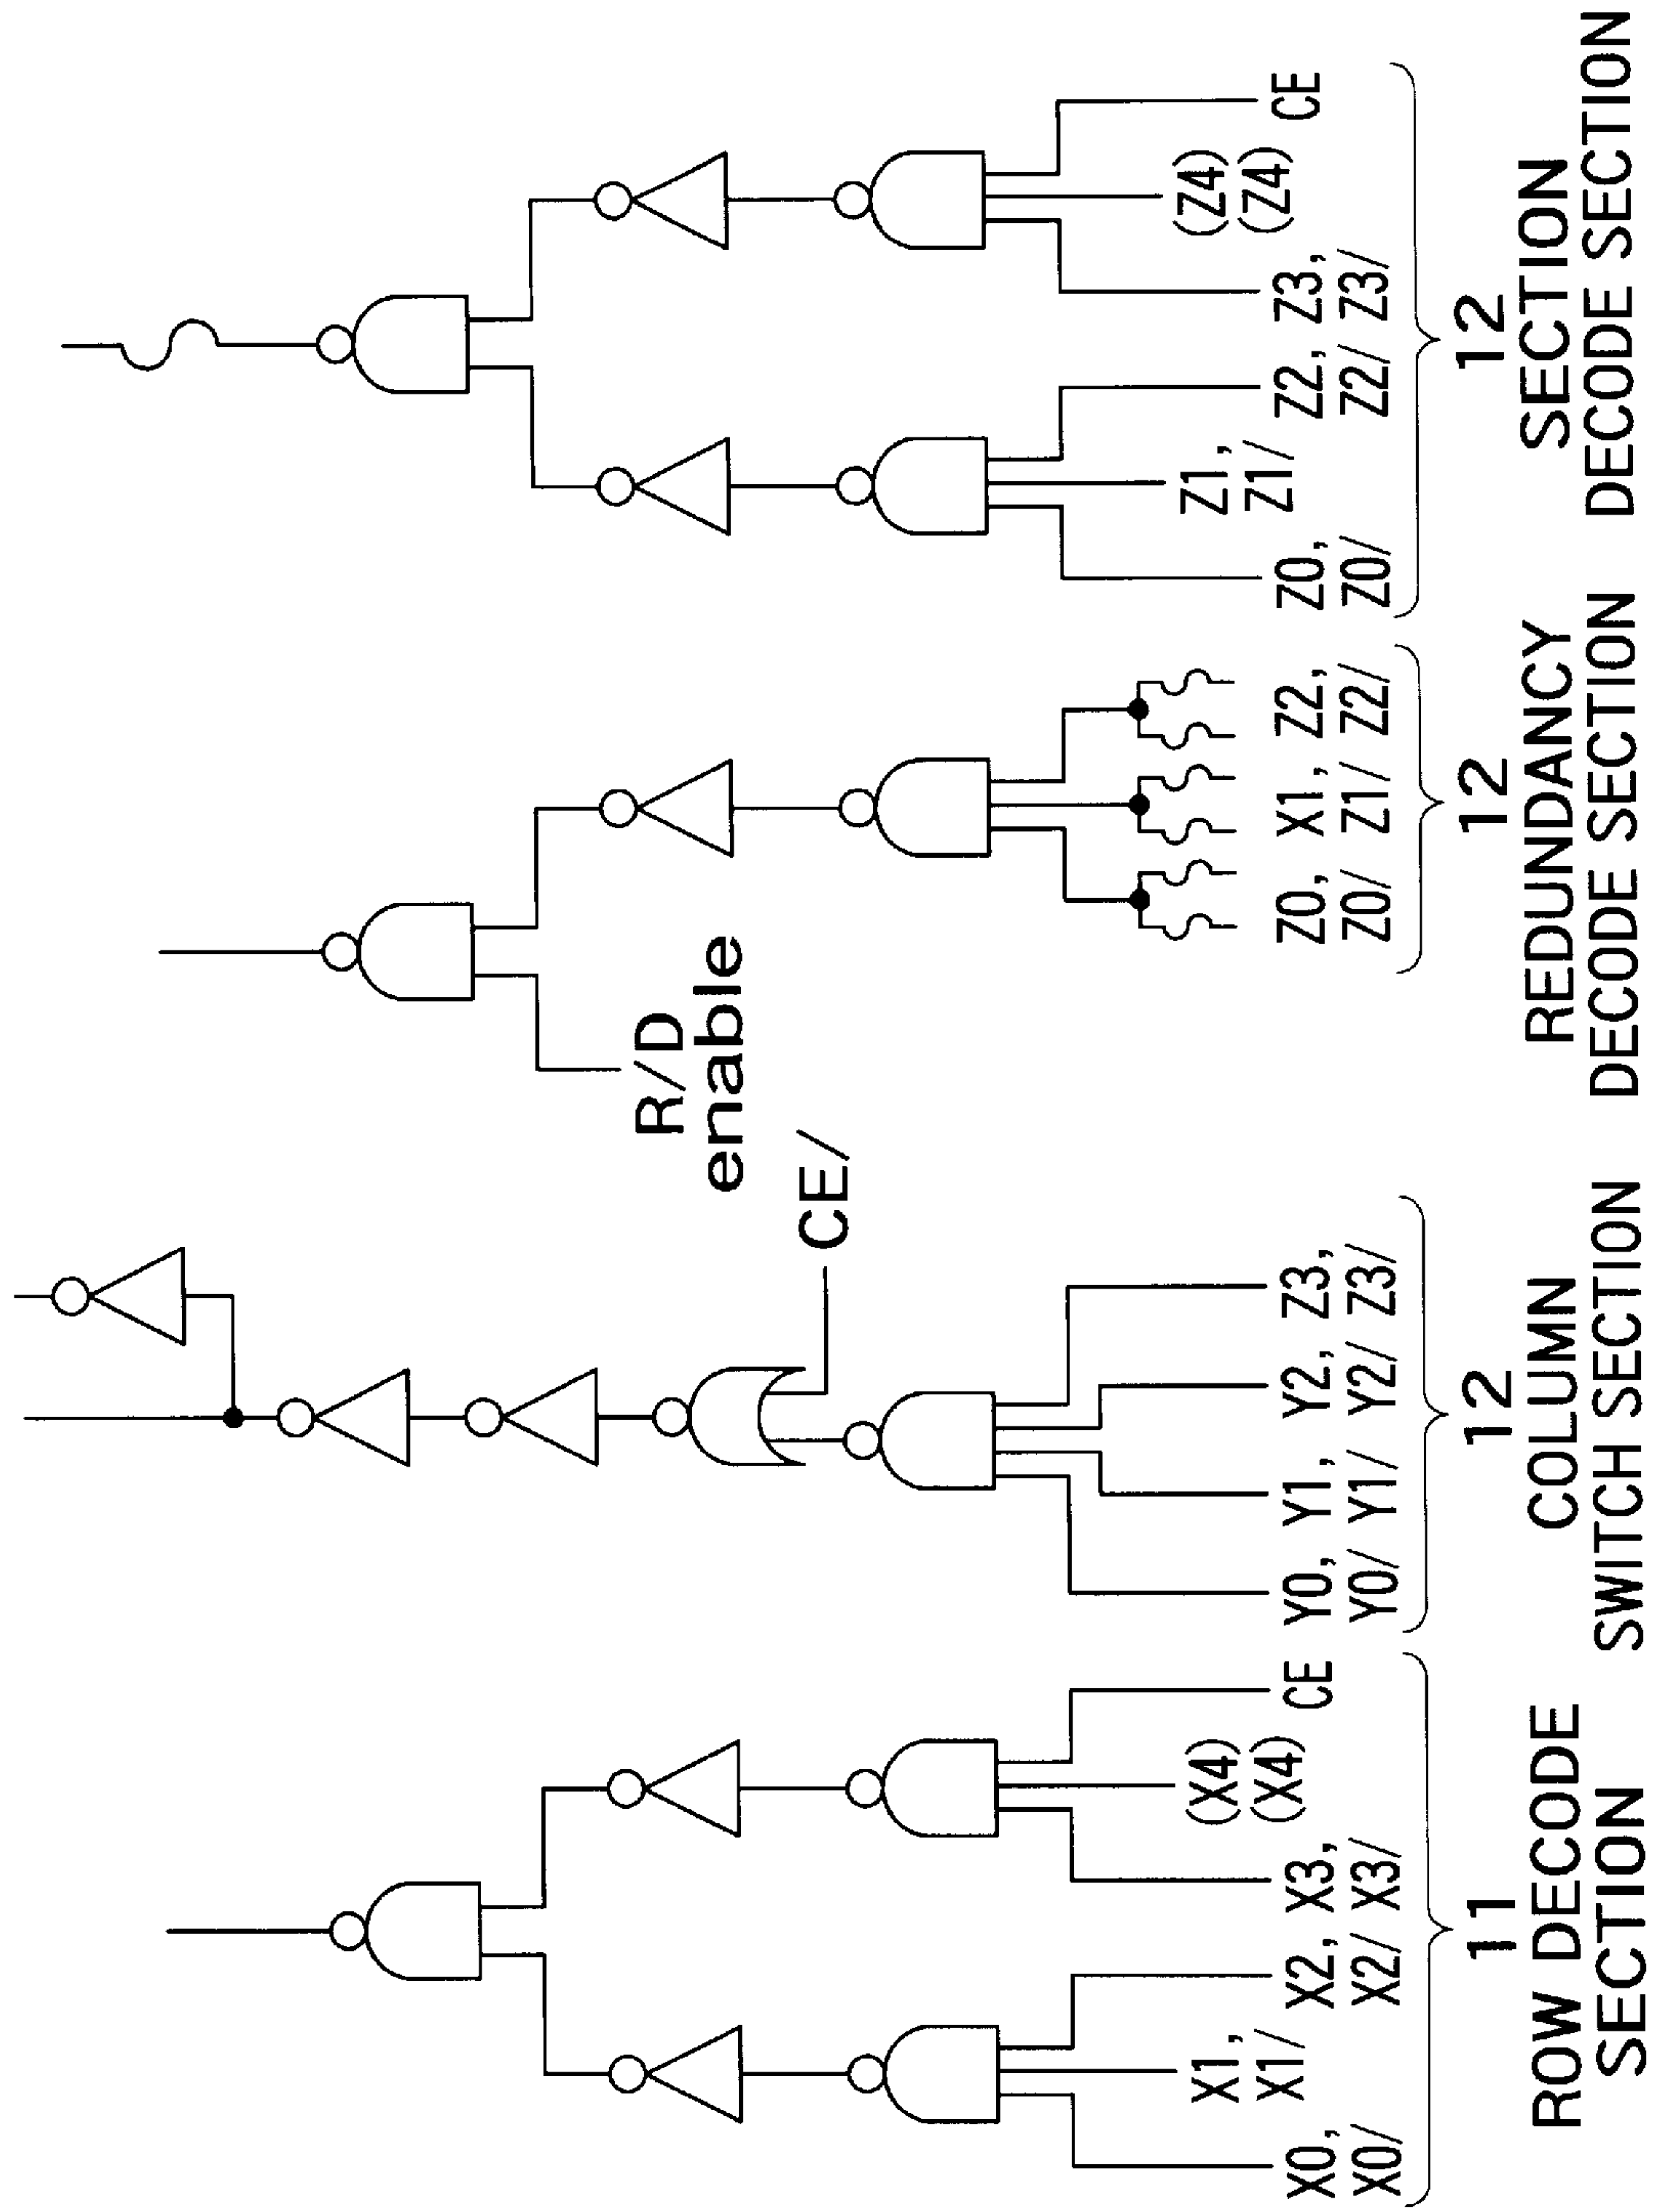 X0,
X0/
X1,
X1/
X2, X3,
X2/ X3/
(X4)
(X4)
CE
11
ROW DECODE
SECTION
Y0, Y1, Y2, Z3,
Y0/ Y1/ Y2/ Z3/
CE/
12
COLUMN
SWITCH SECTION
R/D
enable
Z0, X1, Z2,
Z0/ Z1/ Z2/
12
REDUNDANCY
DECODE SECTION
Z0,
Z0/
Z1,
Z1/
Z2, Z3,
Z2/ Z3/
(Z4)
(Z4)
CE
12
SECTION
DECODE SECTION